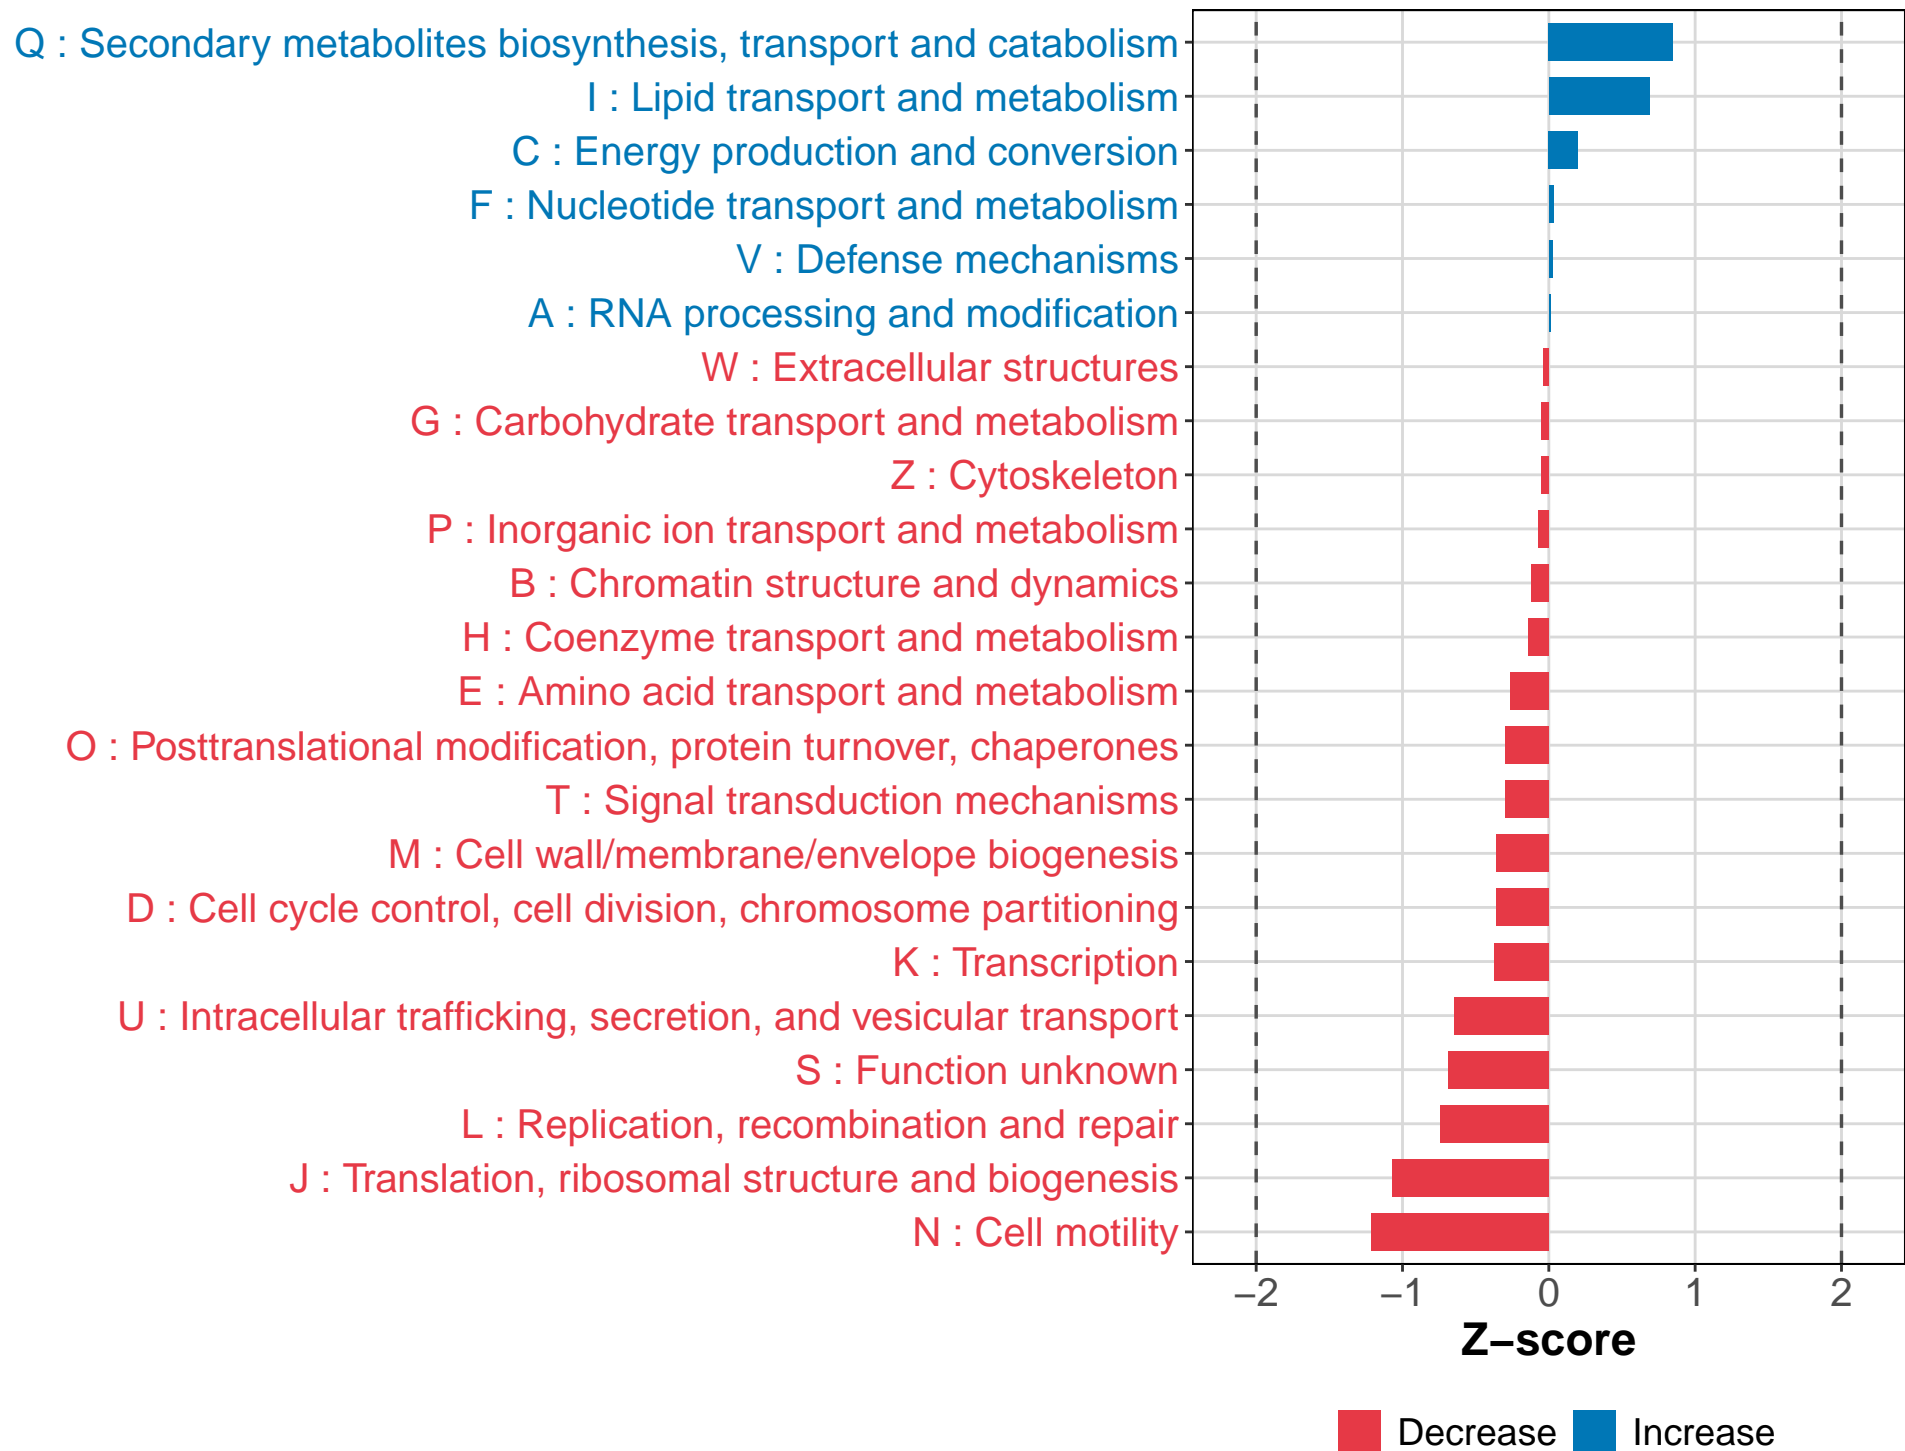 Q : Secondary metabolites biosynthesis, transport and catabolism
I : Lipid transport and metabolism
C : Energy production and conversion
F : Nucleotide transport and metabolism
V : Defense mechanisms
A : RNA processing and modification
W : Extracellular structures
G : Carbohydrate transport and metabolism
Z : Cytoskeleton
P : Inorganic ion transport and metabolism
B : Chromatin structure and dynamics
H : Coenzyme transport and metabolism
E : Amino acid transport and metabolism
O : Posttranslational modification, protein turnover, chaperones
T : Signal transduction mechanisms
M : Cell wall/membrane/envelope biogenesis
D : Cell cycle control, cell division, chromosome partitioning
K : Transcription
U : Intracellular trafficking, secretion, and vesicular transport
S : Function unknown
L : Replication, recombination and repair
J : Translation, ribosomal structure and biogenesis
N : Cell motility
−2 −1 0 1 2
Z−score
Decrease Increase